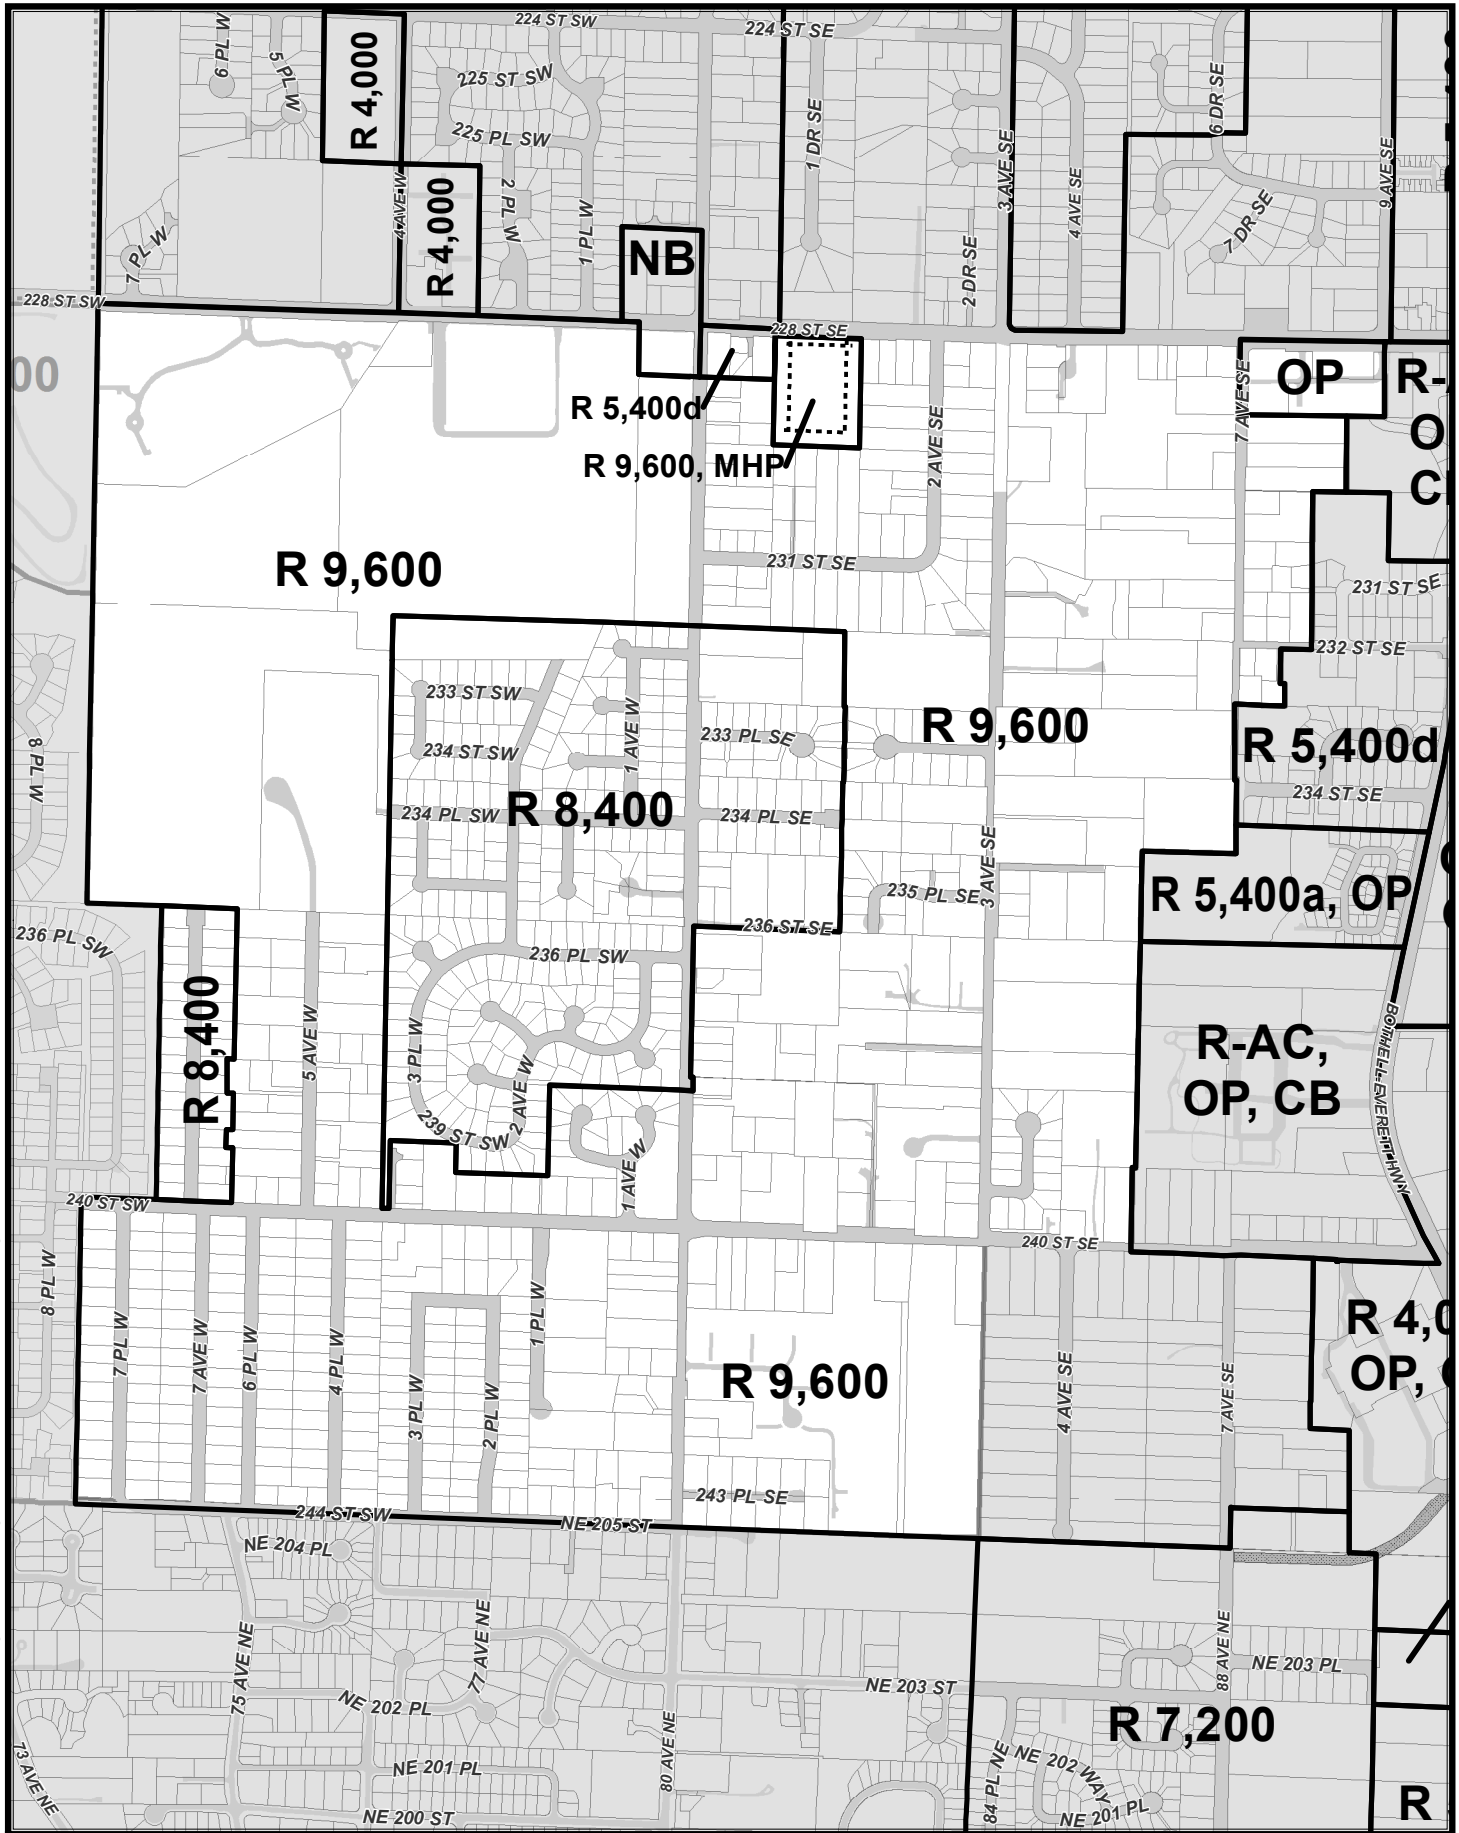 224 ST SW
224 ST SE
6 PL W
5 PL W
R 4,000
225 ST SW
225 PL SW
1 DR SE
6 DR SE
3 AVE SE
4 AVE SE
9 AVE SE
4 AVE W
R 4,000
2 PL W
1 PL W
7 PL W
NB
2 DR SE
7 DR SE
228 ST SW
228 ST SE
00
R 5,400d
R 9,600, MHP
2 AVE SE
7 AVE SE
OP
R-
O
C
R 9,600
231 ST SE
231 ST SE
232 ST SE
233 ST SW
234 ST SW
1 AVE W
233 PL SE
R 9,600
R 5,400d
8 PL W
234 PL SW
R 8,400
234 PL SE
234 ST SE
3 AVE SE
235 PL SE
R 5,400a, OP
236 PL SW
236 ST SE
236 PL SW
R 8,400
5 AVE W
3 PL W
2 AVE W
239 ST SW
1 AVE W
R-AC,
OP, CB
BOTHELL EVERETT HWY
240 ST SW
240 ST SE
8 PL W
7 PL W
7 AVE W
6 PL W
4 PL W
3 PL W
2 PL W
1 PL W
R 9,600
4 AVE SE
7 AVE SE
R 4,0
OP,
243 PL SE
244 ST SW
NE 205 ST
NE 204 PL
75 AVE NE
77 AVE NE
NE 203 ST
88 AVE NE
NE 203 PL
NE 202 PL
R 7,200
73 AVE NE
NE 201 PL
80 AVE NE
84 PL NE
NE 202 WAY
NE 201 PL
NE 200 ST
R